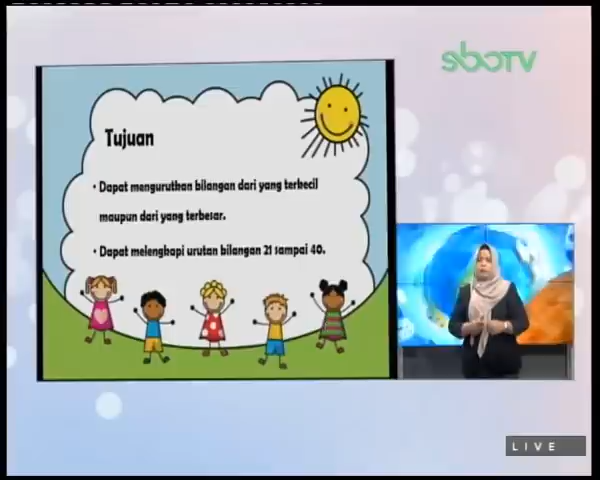 sboTV
Tujuan
• Dapat mengurutkan bilangan dari yang terkecil
maupun dari yang terbesar.
• Dapat melengkapi urutan bilangan 21 sampai 40.
LIVE